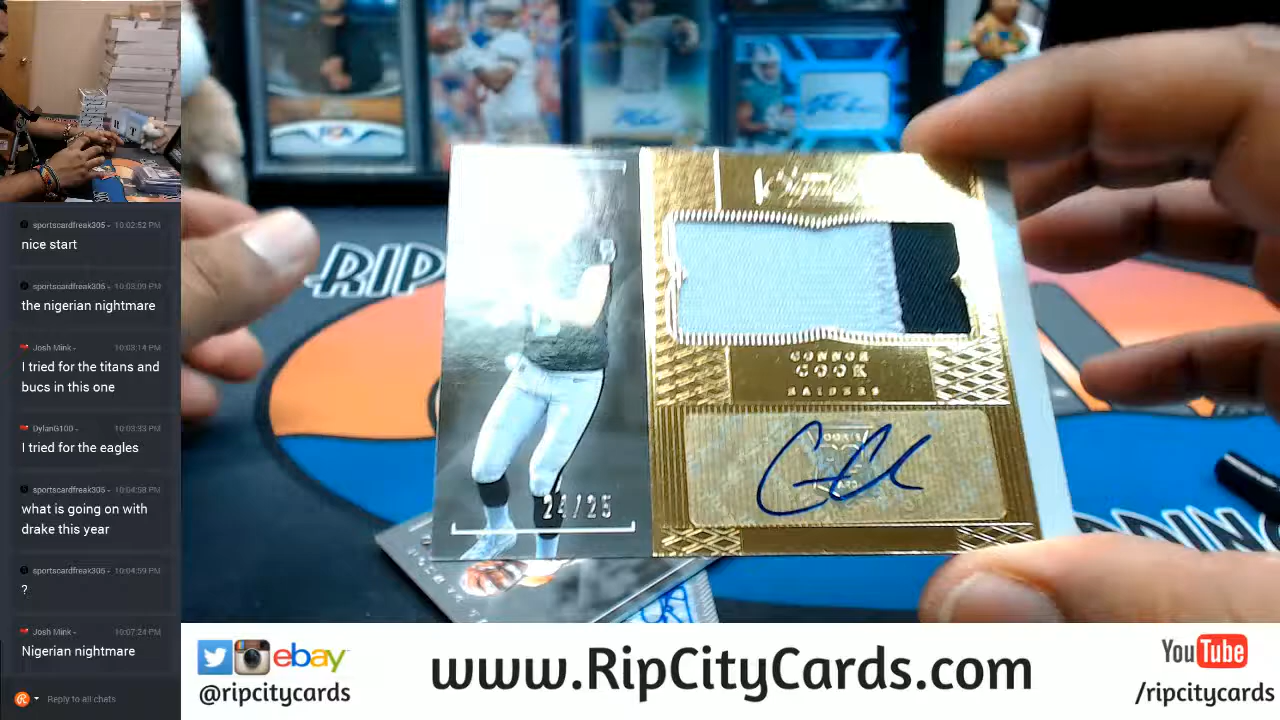 sportscardfreak305 - 10:02:52 PM
nice start
sportscardfreak305 - 10:03:09 PM
the nigerian nightmare
Josh Mink - 10:03:14 PM
I tried for the titans and
bucs in this one
DylanG100 - 10:03:33 PM
I tried for the eagles
sportscardfreak305 - 10:04:58 PM
what is going on with
drake this year
sportscardfreak305 - 10:04:59 PM
?
Josh Mink - 10:07:24 PM
Nigerian nightmare
Reply to all chats
RIP
CONNOR
COOK
RAIDERS
24/25
ebay
@ripcitycards
www.RipCityCards.com
YouTube
/ripcitycards